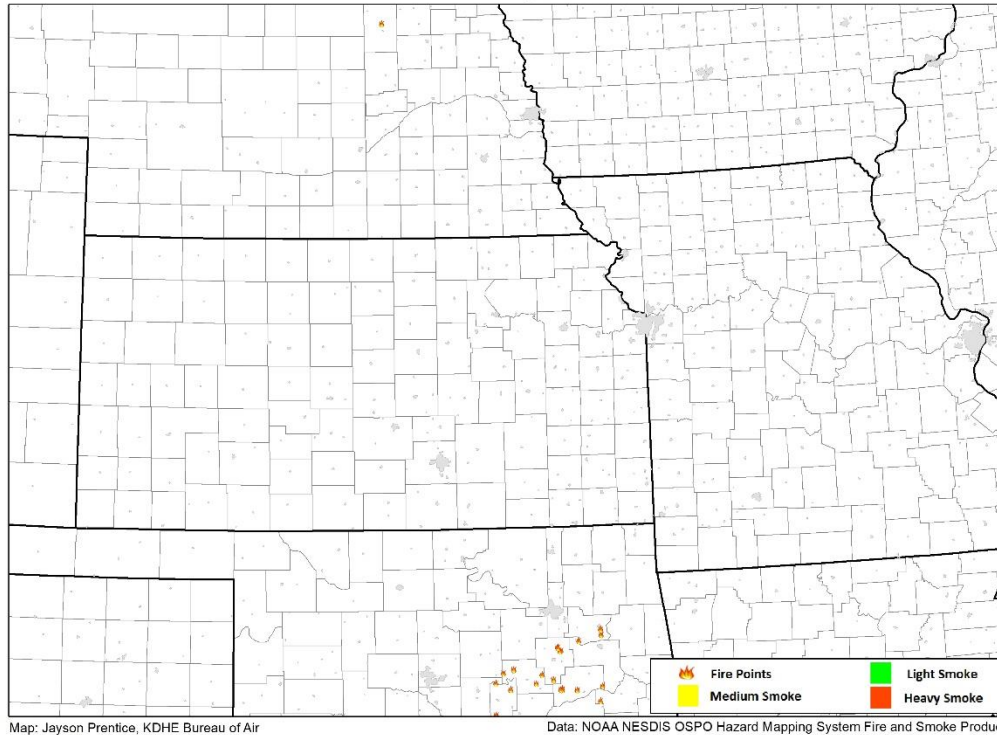 Fire Points
Light Smoke
Medium Smoke
Heavy Smoke
Map: Jayson Prentice, KDHE Bureau of Air
Data: NOAA NESDIS OSPO Hazard Mapping System Fire and Smoke Produc